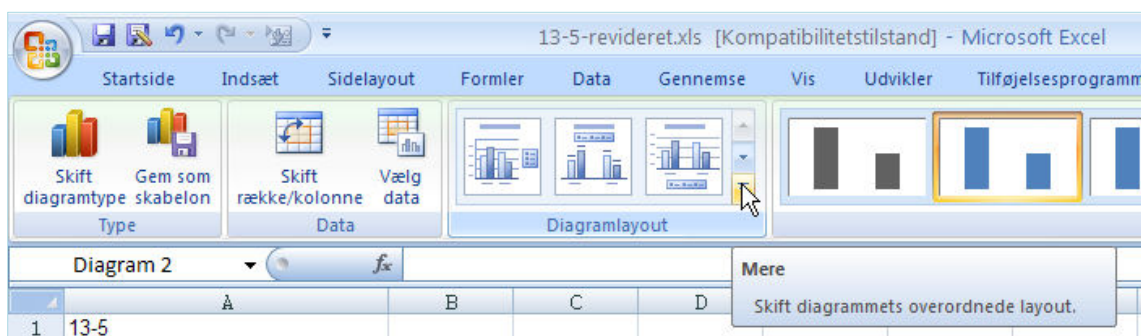 13-5-revideret.xls [Kompatibilitetstilstand] - Microsoft Excel
Startside Indsæt Sidelayout Formler Data Gennemse Vis Udvikler Tilføjelsesprogramm
Skift diagramtype
Gem som skabelon
Skift række/kolonne
Vælg data
Type Data Diagramlayout
Diagram 2 fx
Mere
Skift diagrammets overordnede layout.
A B C D
1 13-5